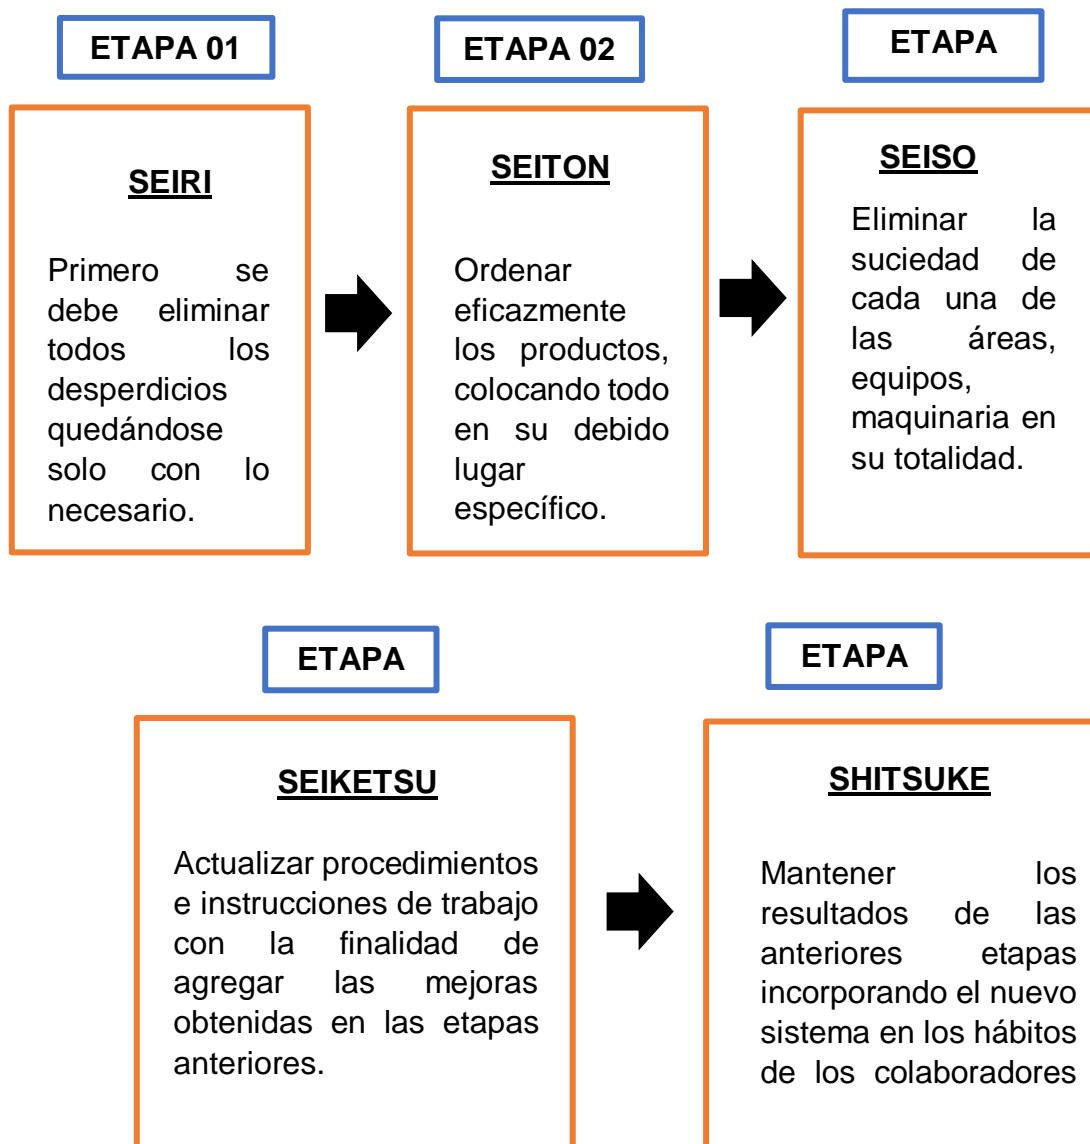 ETAPA 01
SEIRI
Primero se
debe eliminar
todos los
desperdicios
quedándose
solo con lo
necesario.
ETAPA 02
SEITON
Ordenar
eficazmente
los productos,
colocando todo
en su debido
lugar
específico.
ETAPA
SEISO
Eliminar la
suciedad de
cada una de
las áreas,
equipos,
maquinaria en
su totalidad.
ETAPA
SEIKETSU
Actualizar procedimientos
e instrucciones de trabajo
con la finalidad de
agregar las mejoras
obtenidas en las etapas
anteriores.
ETAPA
SHITSUKE
Mantener los
resultados de las
anteriores etapas
incorporando el nuevo
sistema en los hábitos
de los colaboradores